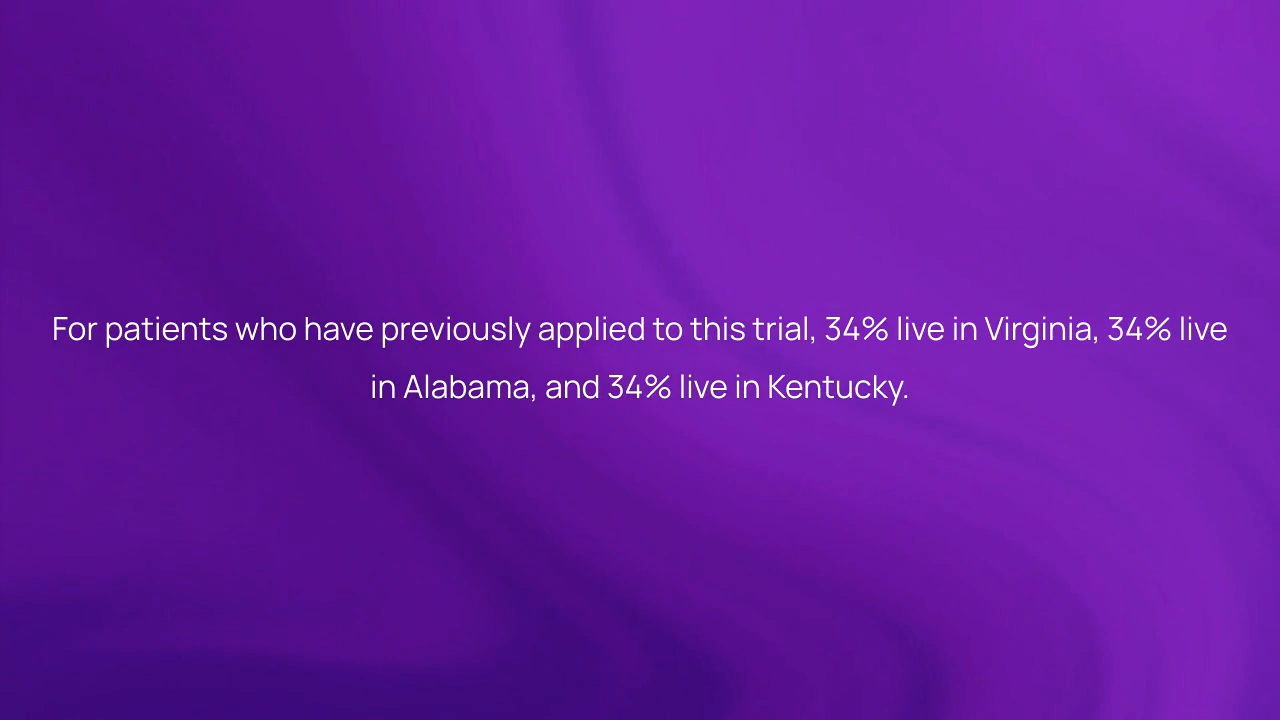 For patients who have previously applied to this trial, 34% live in Virginia, 34% live
in Alabama, and 34% live in Kentucky.